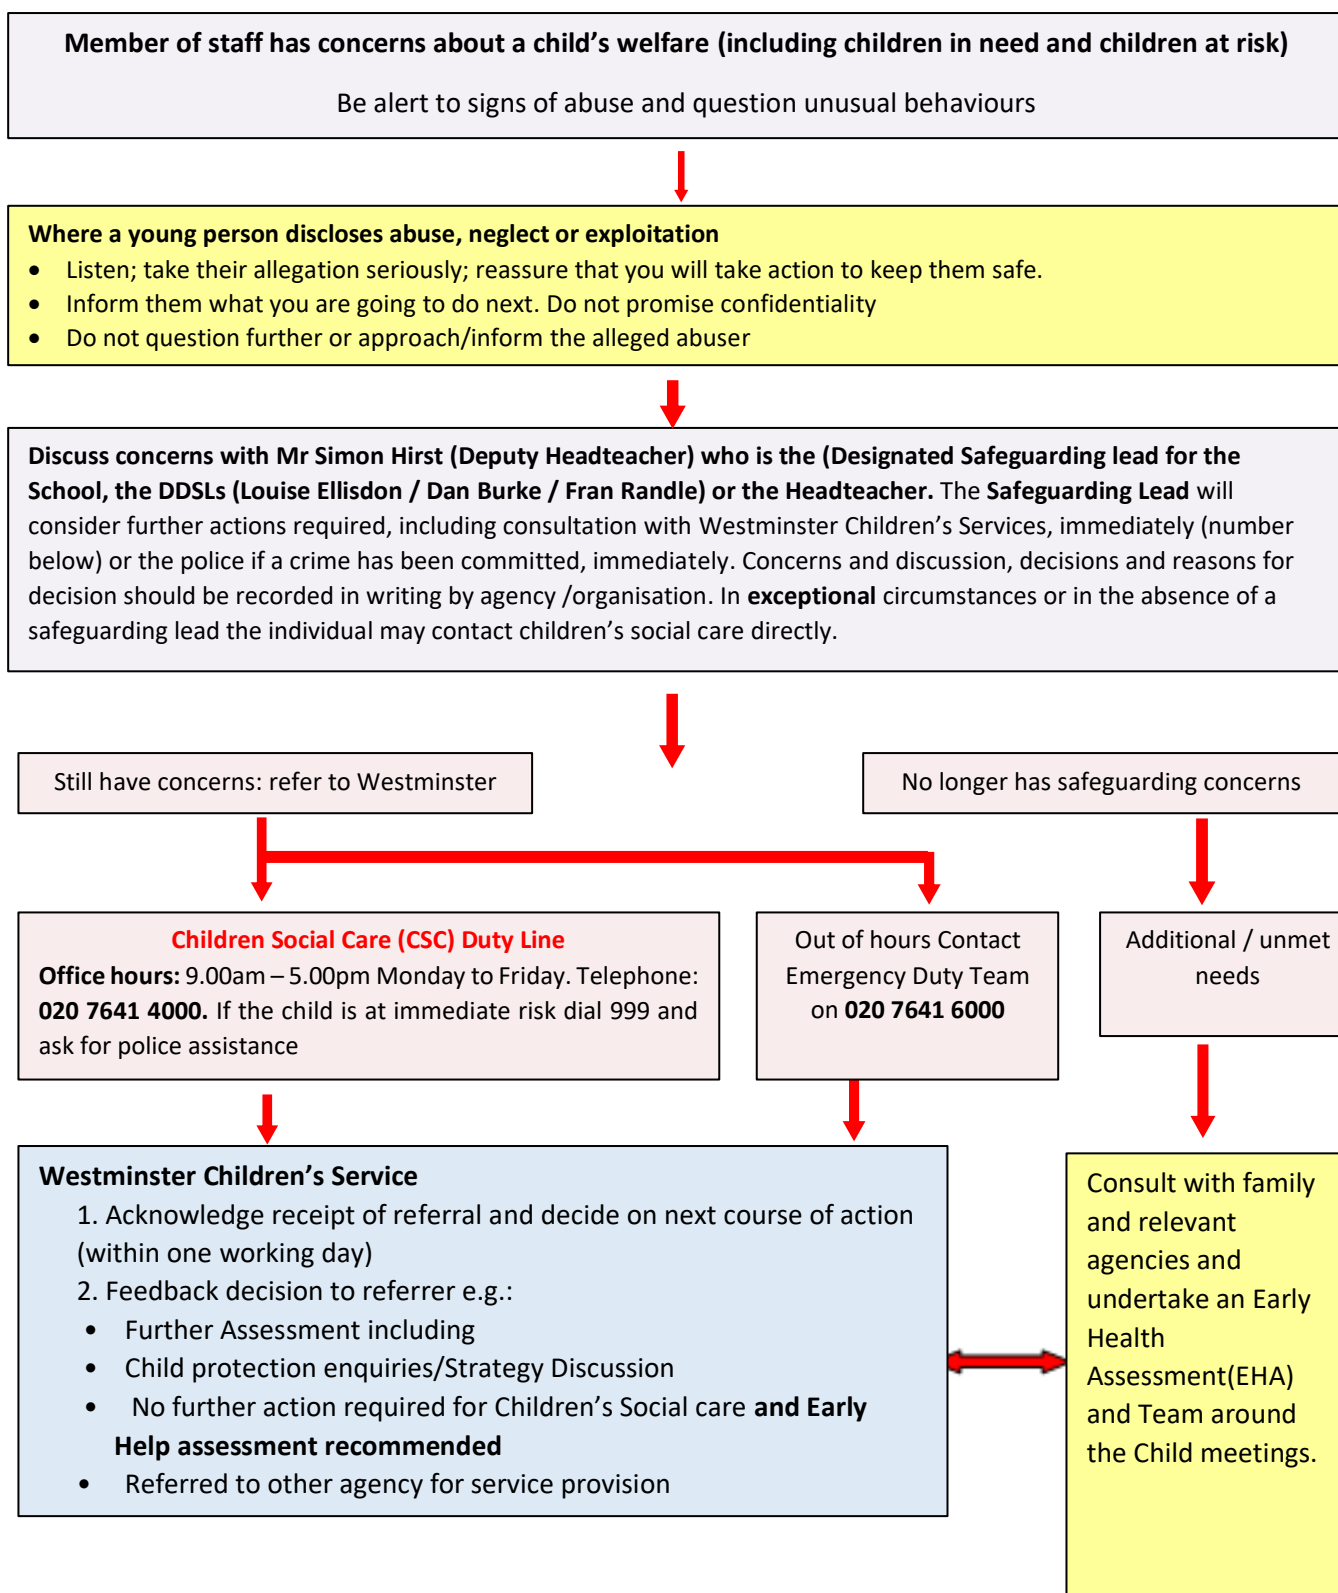 Member of staff has concerns about a child’s welfare (including children in need and children at risk)
Be alert to signs of abuse and question unusual behaviours
Where a young person discloses abuse, neglect or exploitation
• Listen; take their allegation seriously; reassure that you will take action to keep them safe.
• Inform them what you are going to do next. Do not promise confidentiality
• Do not question further or approach/inform the alleged abuser
Discuss concerns with Mr Simon Hirst (Deputy Headteacher) who is the (Designated Safeguarding lead for the
School, the DDSLs (Louise Ellisdon / Dan Burke / Fran Randle) or the Headteacher. The Safeguarding Lead will
consider further actions required, including consultation with Westminster Children’s Services, immediately (number
below) or the police if a crime has been committed, immediately. Concerns and discussion, decisions and reasons for
decision should be recorded in writing by agency /organisation. In exceptional circumstances or in the absence of a
safeguarding lead the individual may contact children’s social care directly.
Still have concerns: refer to Westminster
No longer has safeguarding concerns
Children Social Care (CSC) Duty Line
Office hours: 9.00am – 5.00pm Monday to Friday. Telephone:
020 7641 4000. If the child is at immediate risk dial 999 and
ask for police assistance
Out of hours Contact
Emergency Duty Team
on 020 7641 6000
Additional / unmet
needs
Westminster Children’s Service
1. Acknowledge receipt of referral and decide on next course of action
(within one working day)
2. Feedback decision to referrer e.g.:
• Further Assessment including
• Child protection enquiries/Strategy Discussion
• No further action required for Children’s Social care and Early
Help assessment recommended
• Referred to other agency for service provision
Consult with family
and relevant
agencies and
undertake an Early
Health
Assessment(EHA)
and Team around
the Child meetings.